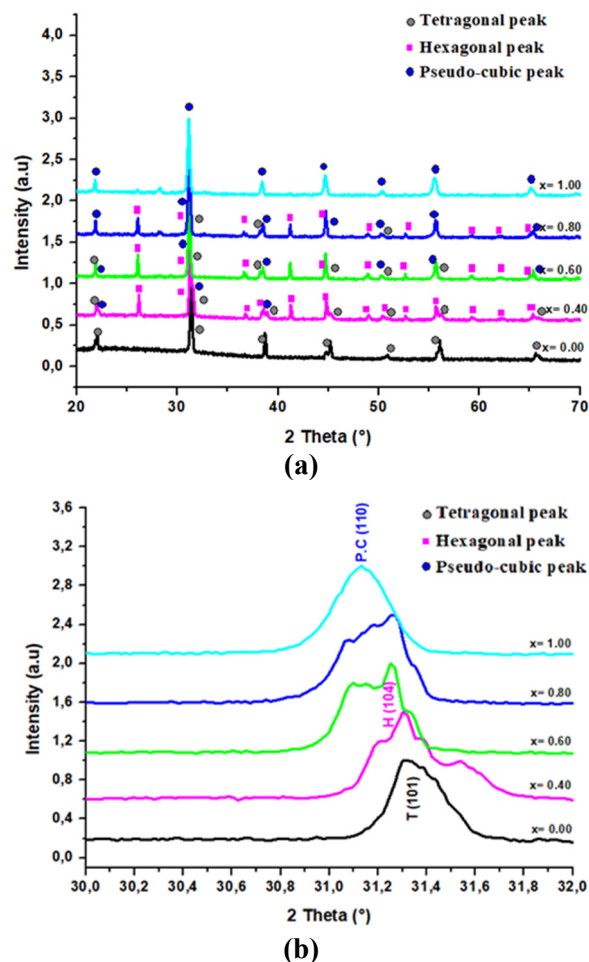 Tetragonal peak
Hexagonal peak
Pseudo-cubic peak
4,0
3,5
3,0
2,5
2,0
1,5
1,0
0,5
0,0
Intensity (a.u)
x= 1.00
x= 0.80
x= 0.60
x= 0.40
x= 0.00
20 30 40 50 60 70
2 Theta (°)
(a)
Tetragonal peak
Hexagonal peak
Pseudo-cubic peak
3,6
3,2
2,8
2,4
2,0
1,6
1,2
0,8
0,4
0,0
Intensity (a.u)
P.C (110)
H (104)
T (101)
x= 1.00
x= 0.80
x= 0.60
x= 0.40
x= 0.00
30,0 30,2 30,4 30,6 30,8 31,0 31,2 31,4 31,6 31,8 32,0
2 Theta (°)
(b)